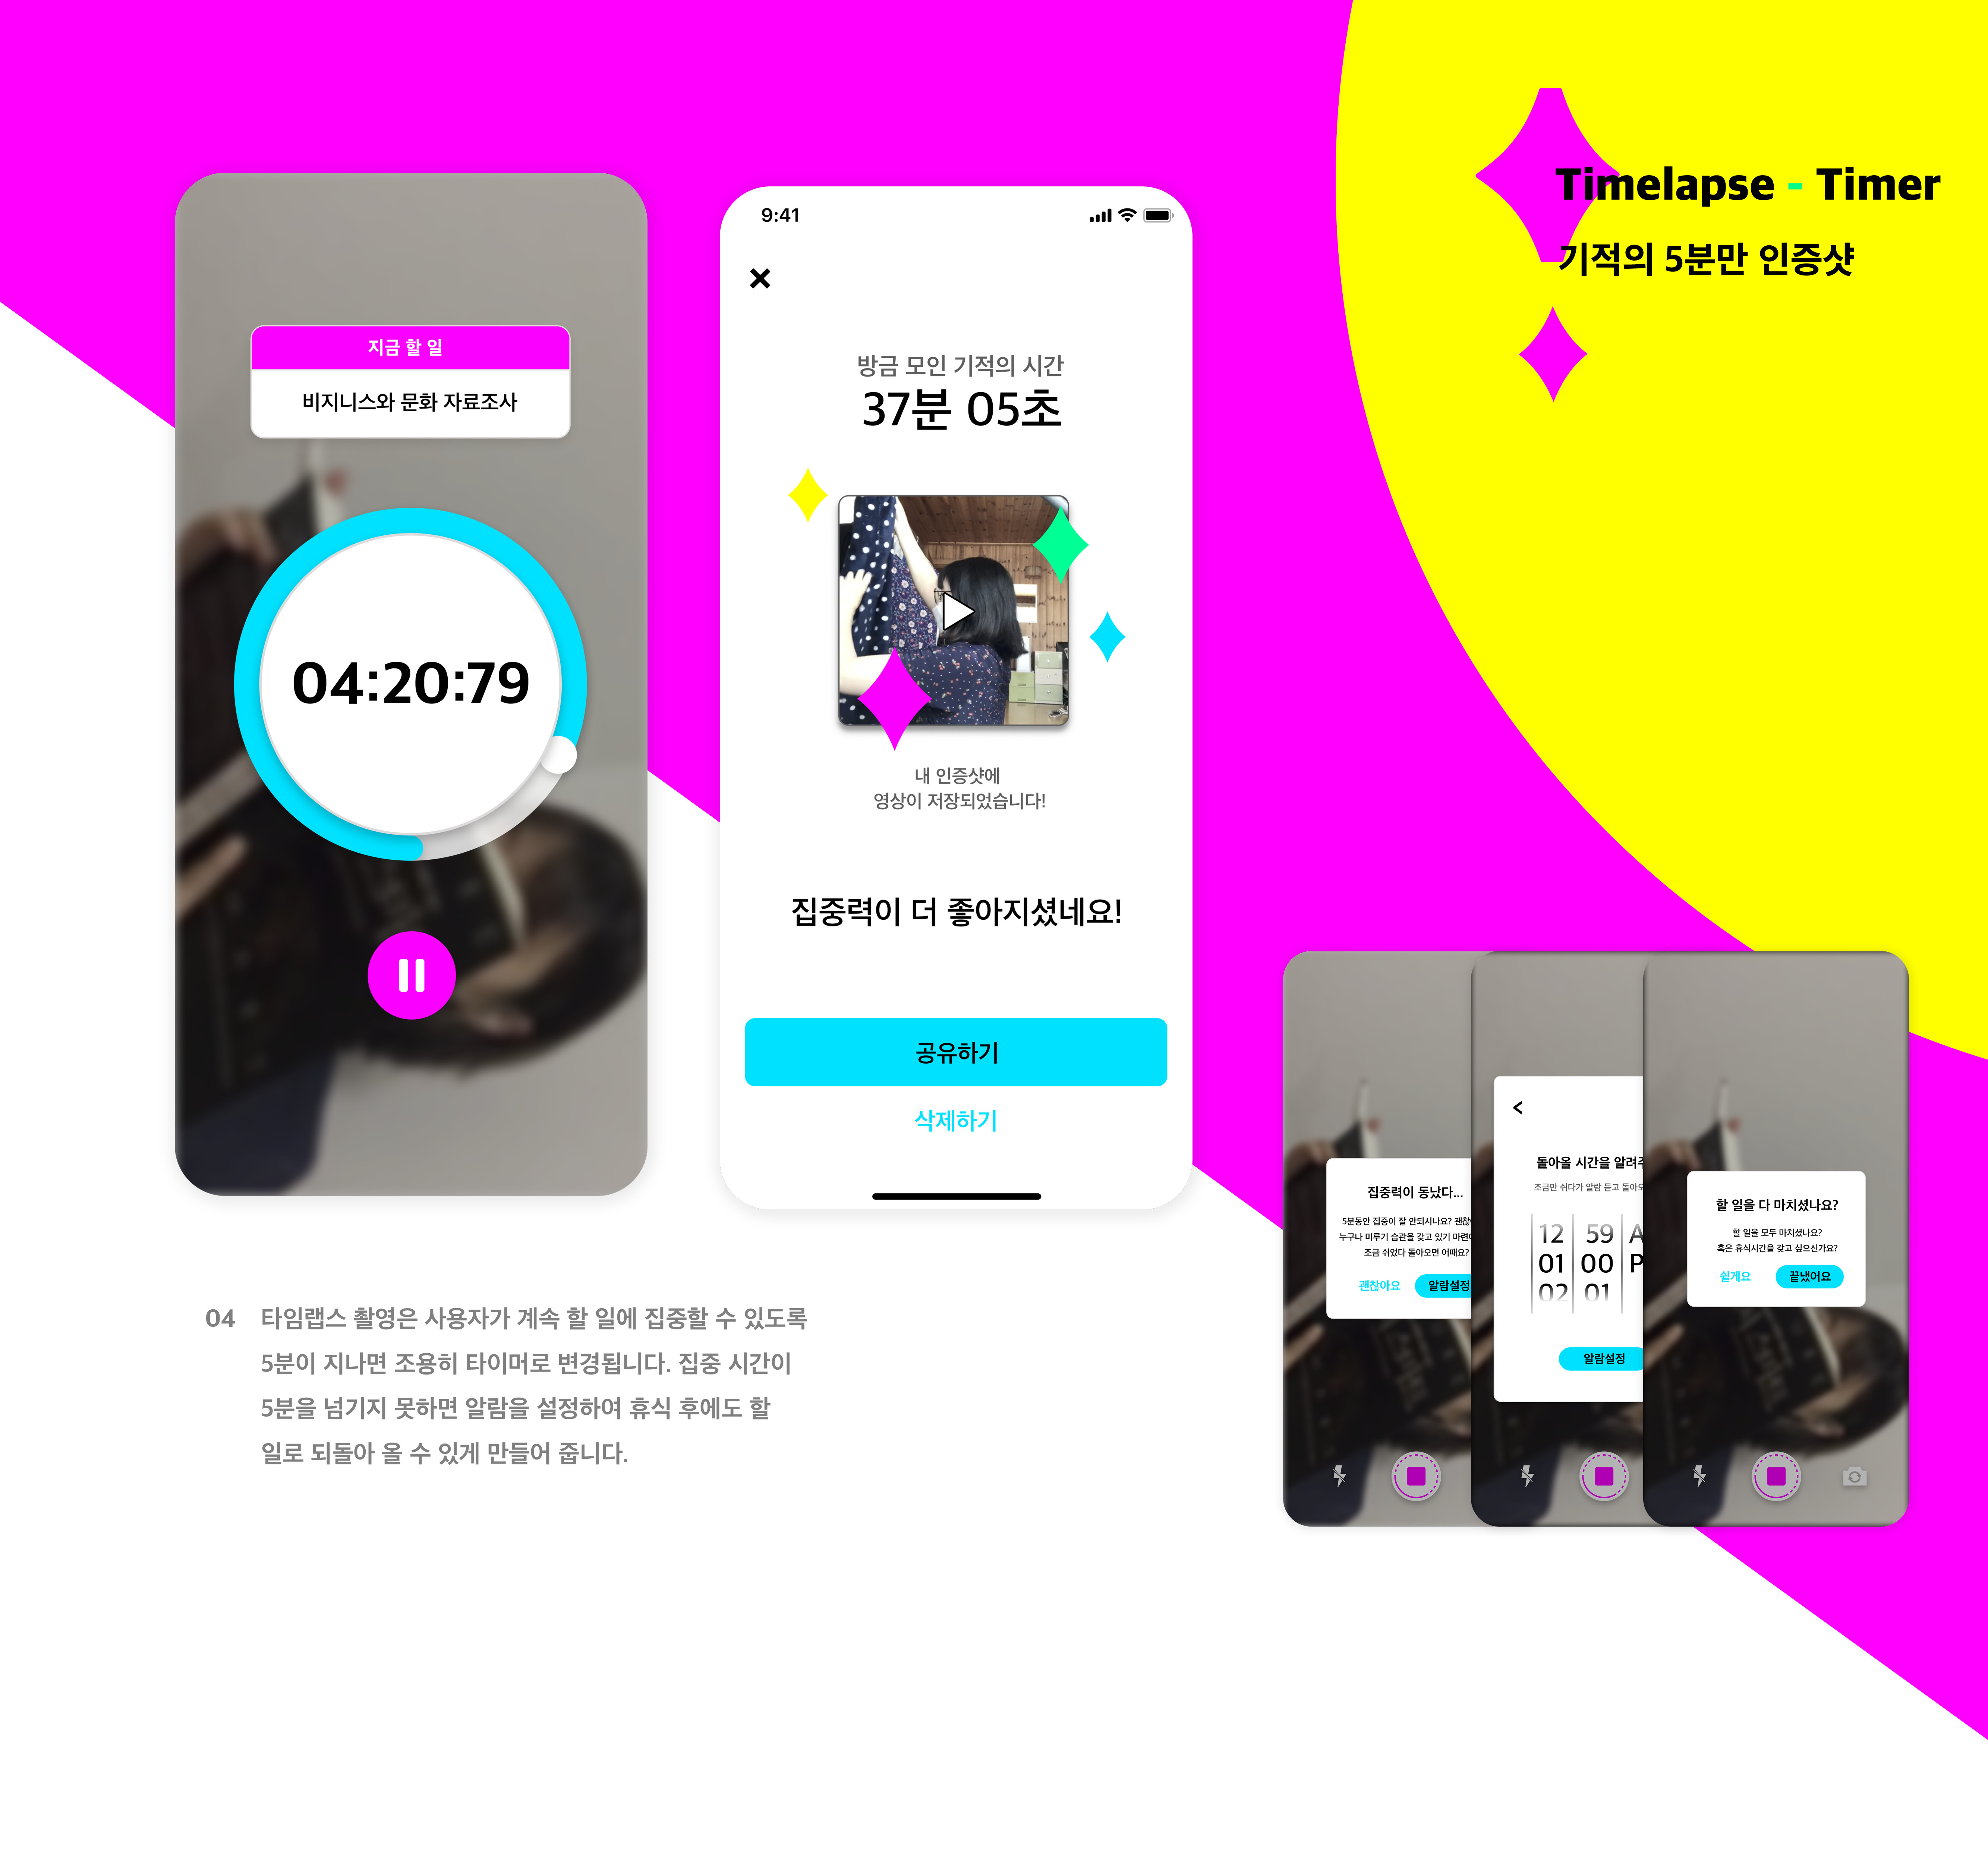 Timelapse - Timer
기적의 5분만 인증샷
지금 할 일
비지니스와 문화 자료조사
04:20:79
9:41
방금 모인 기적의 시간
37분 05초
내 인증샷에
영상이 저장되었습니다!
집중력이 더 좋아지셨네요!
공유하기
삭제하기
집중력이 동났다...
5분동안 집중이 잘 안되시나요?
누구나 미루기 습관을 갖고 있기
조금 쉬었다 돌아오면 어때요?
괜찮아요
알람설정
<
돌아올 시간을
조금만 쉬다가 알람 듣고
12 59 A
01 00 P
02 01
알람설정
할 일을 다 마치셨나요?
할 일을 모두 마치셨나요?
혹은 휴식시간을 갖고 싶으신가요?
쉴게요
끝냈어요
04 타임랩스 촬영은 사용자가 계속 할 일에 집중할 수 있도록
5분이 지나면 조용히 타이머로 변경됩니다. 집중 시간이
5분을 넘기지 못하면 알람을 설정하여 휴식 후에도 할
일로 되돌아 올 수 있게 만들어 줍니다.